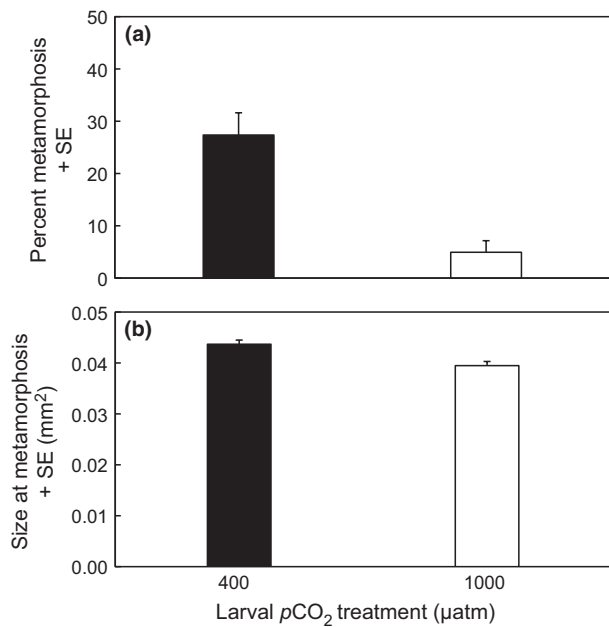 (a)
50
40
30
20
10
0
Percent metamorphosis
+ SE
(b)
0.05
0.04
0.03
0.02
0.01
0.00
Size at metamorphosis
+ SE (mm²)
400 1000
Larval pCO₂ treatment (µatm)